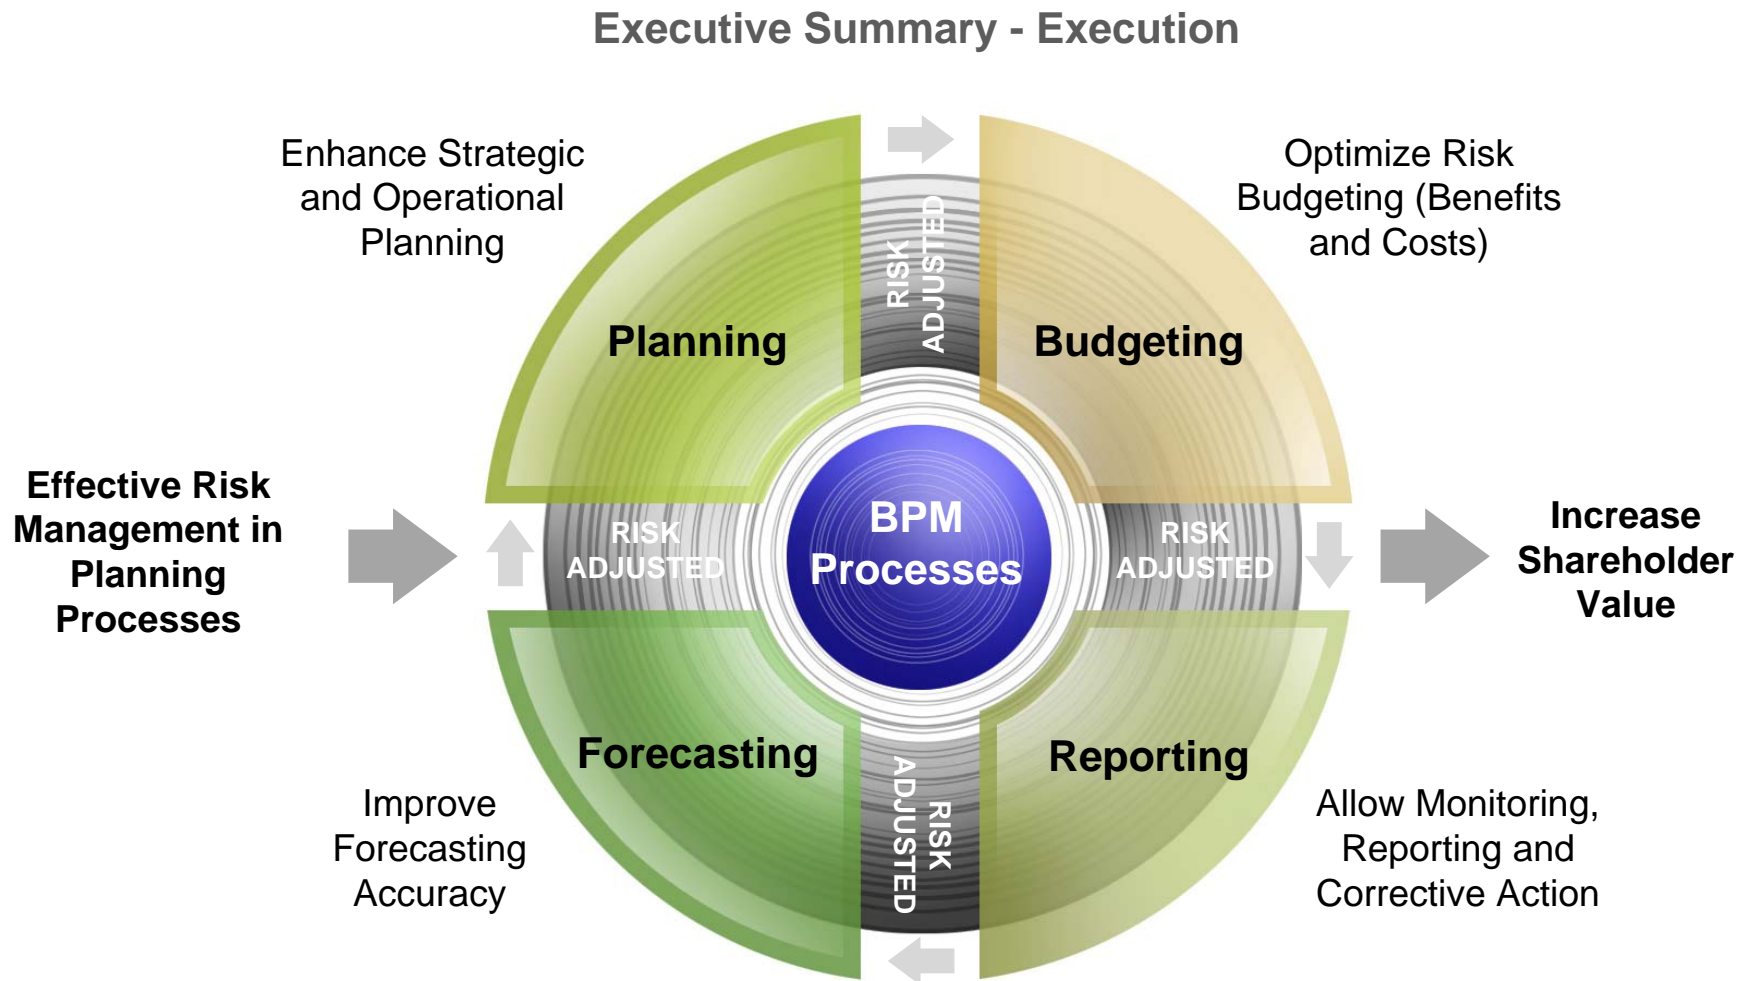 Executive Summary - Execution
Enhance Strategic
and Operational
Planning
Optimize Risk
Budgeting (Benefits
and Costs)
RISK
ADJUSTED
Planning
Budgeting
Effective Risk
Management in
Planning
Processes
RISK
ADJUSTED
BPM
Processes
RISK
ADJUSTED
Increase
Shareholder
Value
Forecasting
Reporting
RISK
ADJUSTED
Improve
Forecasting
Accuracy
Allow Monitoring,
Reporting and
Corrective Action